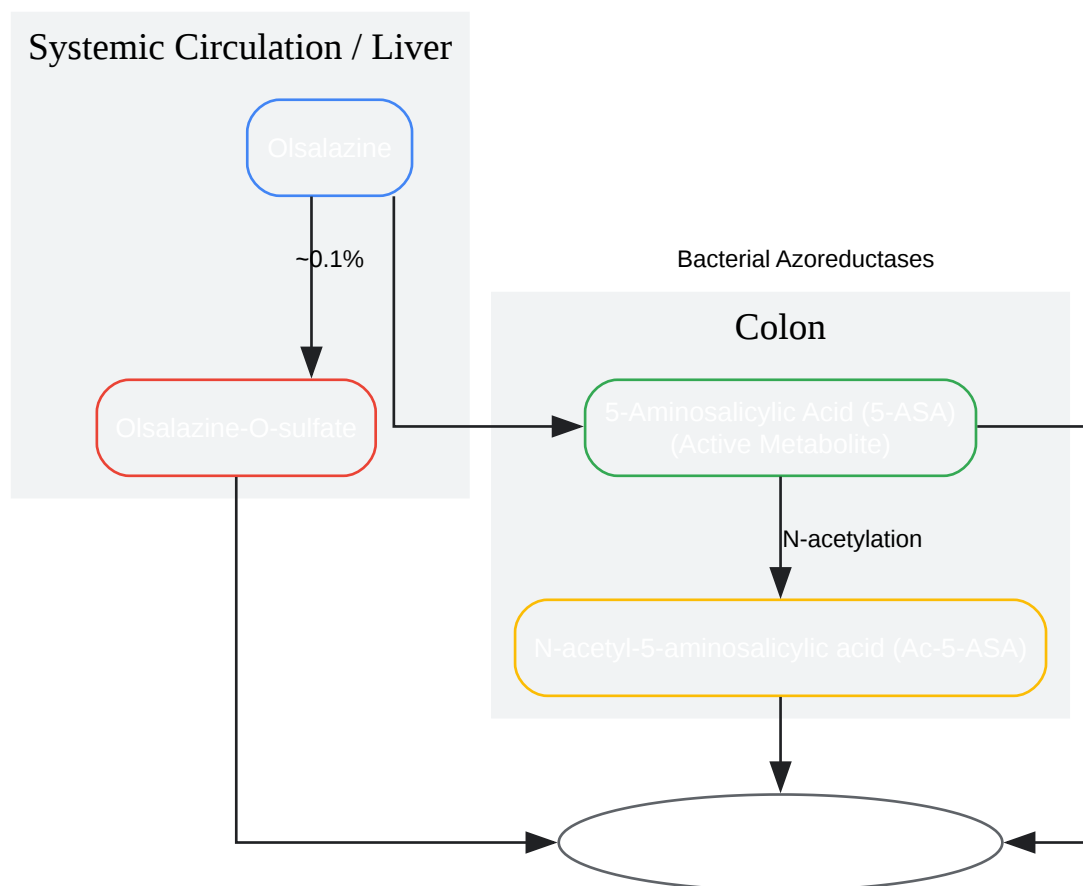 Systemic Circulation / Liver
Olsalazine
~0.1%
Bacterial Azoreductases
Colon
Olsalazine-O-sulfate
5-Aminosalicylic Acid (5-ASA)
(Active Metabolite)
N-acetylation
N-acetyl-5-aminosalicylic acid (Ac-5-ASA)